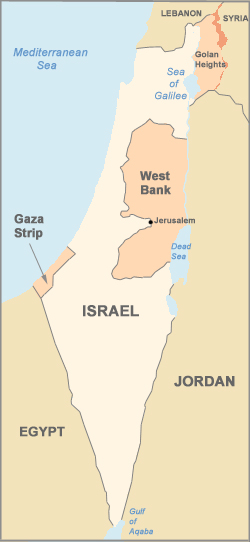 LEBANON
SYRIA
Mediterranean
Sea
Golan
Heights
Sea
of
Galilee
West
Bank
Jerusalem
Gaza
Strip
Dead
Sea
ISRAEL
JORDAN
EGYPT
Gulf
of
Aqaba